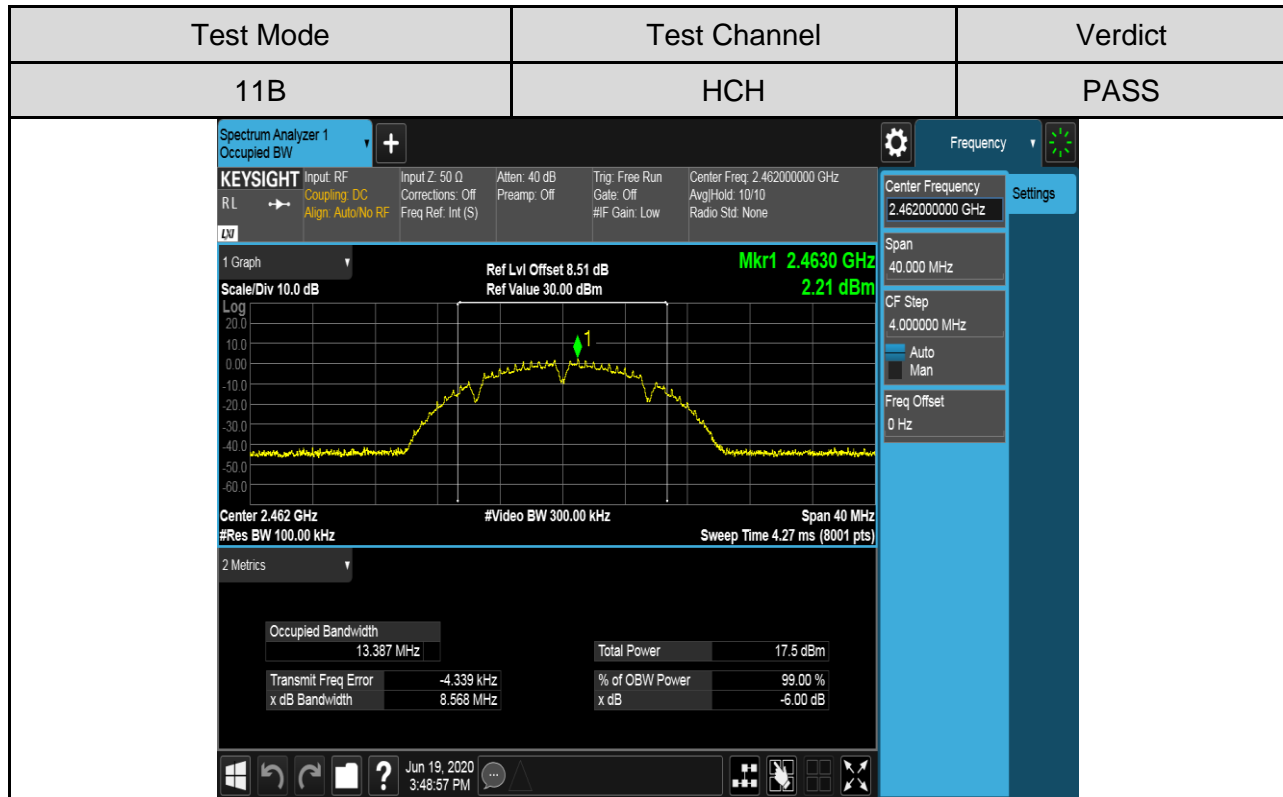 Test Mode Test Channel Verdict
11B HCH PASS
Spectrum Analyzer 1
Occupied BW
+
Frequency
KEYSIGHT
RL
LXI
Input: RF
Coupling: DC
Align: Auto/No RF
Input Z: 50 Ω
Corrections: Off
Freq Ref: Int (S)
Atten: 40 dB
Preamp: Off
Trig: Free Run
Gate: Off
#IF Gain: Low
Center Freq: 2.462000000 GHz
Avg|Hold: 10/10
Radio Std: None
Center Frequency
2.462000000 GHz
Settings
Span
40.000 MHz
CF Step
4.000000 MHz
Auto
Man
Freq Offset
0 Hz
1 Graph
Scale/Div 10.0 dB
Ref Lvl Offset 8.51 dB
Ref Value 30.00 dBm
Mkr1 2.4630 GHz
2.21 dBm
Log
20.0
10.0
0.00
-10.0
-20.0
-30.0
-40.0
-50.0
-60.0
1
Center 2.462 GHz #Video BW 300.00 kHz Span 40 MHz
#Res BW 100.00 kHz Sweep Time 4.27 ms (8001 pts)
2 Metrics
Occupied Bandwidth
13.387 MHz
Total Power 17.5 dBm
Transmit Freq Error -4.339 kHz % of OBW Power 99.00 %
x dB Bandwidth 8.568 MHz x dB -6.00 dB
?
Jun 19, 2020
3:48:57 PM